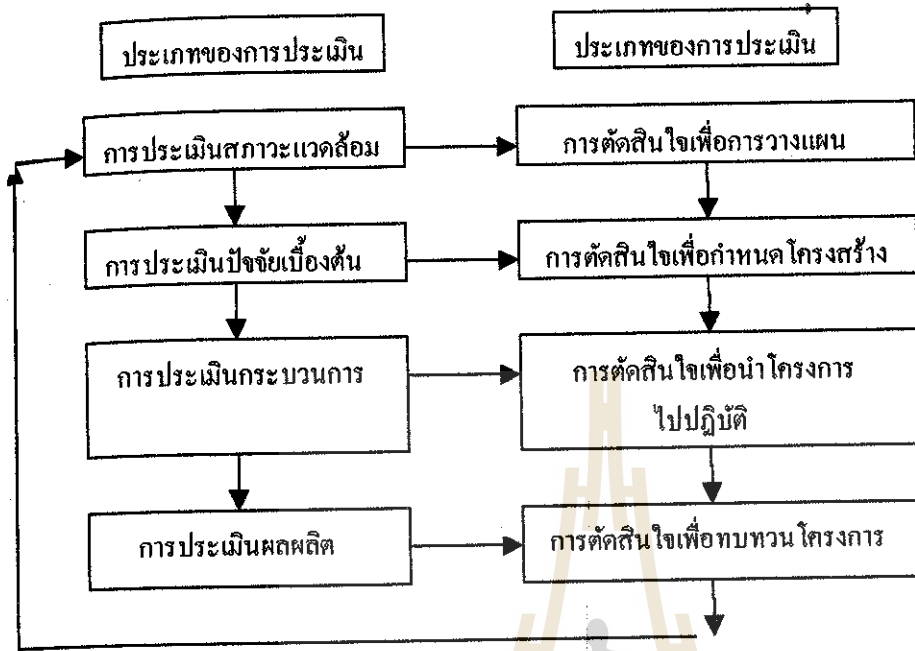 ประเภทของการประเมิน
ประเภทของการประเมิน
การประเมินสภาวะแวดล้อม
การตัดสินใจเพื่อการวางแผน
การประเมินปัจจัยเบื้องต้น
การตัดสินใจเพื่อกำหนดโครงสร้าง
การประเมินกระบวนการ
การตัดสินใจเพื่อนำโครงการ
ไปปฏิบัติ
การประเมินผลผลิต
การตัดสินใจเพื่อทบทวนโครงการ